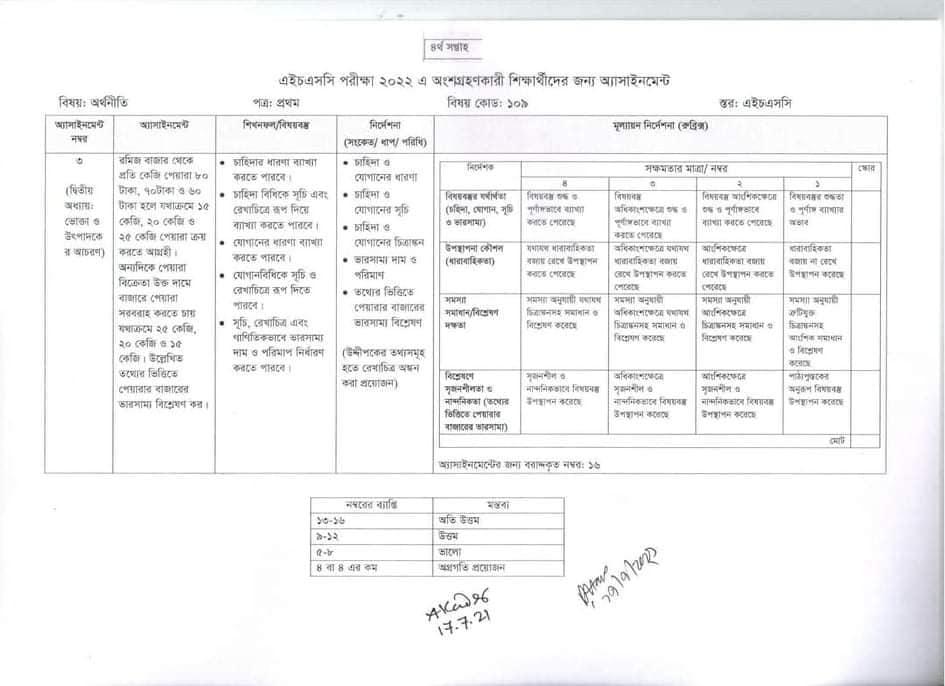 ৪র্থ সপ্তাহ
এইচএসসি পরীক্ষা ২০২২ এ অংশগ্রহণকারী শিক্ষার্থীদের জন্য অ্যাসাইনমেন্ট
বিষয়: অর্থনীতি পত্র: প্রথম বিষয় কোড: ১০৯ স্তর: এইচএসসি
অ্যাসাইনমেন্ট
নম্বর
অ্যাসাইনমেন্ট
শিখনফল/বিষয়বস্তু
নির্দেশনা
(সংকেত/ ধাপ/ পরিধি)
মূল্যায়ন নির্দেশনা (রুব্রিক্স)
৩
(দ্বিতীয়
অধ্যায়:
ভোক্তা ও
উৎপাদকে
র আচরণ)
রমিজ বাজার থেকে
প্রতি কেজি পেয়ারা ৮০
টাকা, ৭০টাকা ও ৬০
টাকা হলে যথাক্রমে ১৫
কেজি, ২০ কেজি ও
২৫ কেজি পেয়ারা ক্রয়
করতে আগ্রহী।
অন্যদিকে পেয়ারা
বিক্রেতা উক্ত দামে
বাজারে পেয়ারা
সরবরাহ করতে চায়
যথাক্রমে ২৫ কেজি,
২০ কেজি ও ১৫
কেজি। উল্লেখিত
তথ্যের ভিত্তিতে
পেয়ারার বাজারের
ভারসাম্য বিশ্লেষণ কর।
• চাহিদার ধারণা ব্যাখ্যা
করতে পারবে।
• চাহিদা বিধিকে সূচি এবং
রেখাচিত্রে রূপ দিয়ে
ব্যাখ্যা করতে পারবে।
• যোগানের ধারণা ব্যাখ্যা
করতে পারবে।
• যোগানবিধিকে সূচি ও
রেখাচিত্রে রূপ দিতে
পারবে।
• সূচি, রেখাচিত্র এবং
গাণিতিকভাবে ভারসাম্য
দাম ও পরিমাপ নির্ধারণ
করতে পারবে।
• চাহিদা ও
যোগানের ধারণা
• চাহিদা ও
যোগানের সূচি
• চাহিদা ও
যোগানের চিত্রাঙ্কন
• ভারসাম্য দাম ও
পরিমাণ
• তথ্যের ভিত্তিতে
পেয়ারার বাজারের
ভারসাম্য বিশ্লেষণ
(উদ্দীপকের তথ্যসমূহ
হতে রেখাচিত্র অঙ্কন
করা প্রয়োজন)
নির্দেশক
সক্ষমতার মাত্রা/ নম্বর
স্কোর
৪ ৩ ২ ১
বিষয়বস্তুর যর্থার্থতা
(চাহিদা, যোগান, সূচি
ও ভারসাম্য)
বিষয়বস্তু শুদ্ধ ও
পূর্ণাঙ্গভাবে ব্যাখ্যা
করতে পেরেছে
বিষয়বস্তু
অধিকাংশক্ষেত্রে শুদ্ধ ও
পূর্ণাঙ্গভাবে ব্যাখ্যা
করতে পেরেছে
বিষয়বস্তু আংশিকক্ষেত্রে
শুদ্ধ ও পূর্ণাঙ্গভাবে
ব্যাখ্যা করতে পেরেছে
বিষয়বস্তুর শুদ্ধতা
ও পূর্ণাঙ্গ ব্যাখ্যার
অভাব
উপস্থাপনা কৌশল
(ধারাবাহিকতা)
যথাযথ ধারাবাহিকতা
বজায় রেখে উপস্থাপন
করতে পেরেছে
অধিকাংশক্ষেত্রে যথাযথ
ধারাবাহিকতা বজায়
রেখে উপস্থাপন করতে
পেরেছে
আংশিকক্ষেত্রে
ধারাবাহিকতা বজায়
রেখে উপস্থাপন করতে
পেরেছে
ধারাবাহিকতা
বজায় না রেখে
উপস্থাপন করেছে
সমস্যা
সমাধান/বিশ্লেষণ
দক্ষতা
সমস্যা অনুযায়ী যথাযথ
চিত্রাঙ্কনসহ সমাধান ও
বিশ্লেষণ করেছে
সমস্যা অনুযায়ী
অধিকাংশক্ষেত্রে যথাযথ
চিত্রাঙ্কনসহ সমাধান ও
বিশ্লেষণ করেছে
সমস্যা অনুযায়ী
আংশিকক্ষেত্রে
চিত্রাঙ্কনসহ সমাধান ও
বিশ্লেষণ করেছে
সমস্যা অনুযায়ী
ত্রুটিযুক্ত
চিত্রাঙ্কনসহ
আংশিক সমাধান
ও বিশ্লেষণ
করেছে
বিশ্লেষণে
সৃজনশীলতা ও
নান্দনিকতা (তথ্যের
ভিত্তিতে পেয়ারার
বাজারের ভারসাম্য)
সৃজনশীল ও
নান্দনিকভাবে বিষয়বস্তু
উপস্থাপন করেছে
অধিকাংশক্ষেত্রে
সৃজনশীল ও
নান্দনিকভাবে বিষয়বস্তু
উপস্থাপন করেছে
আংশিকক্ষেত্রে
সৃজনশীল ও
নান্দনিকভাবে বিষয়বস্তু
উপস্থাপন করেছে
পাঠ্যপুস্তকের
অনুরূপ বিষয়বস্তু
উপস্থাপন করেছে
মোট
অ্যাসাইনমেন্টের জন্য বরাদ্দকৃত নম্বর: ১৬
নম্বরের ব্যাপ্তি মন্তব্য
১৩-১৬ অতি উত্তম
৯-১২ উত্তম
৫-৮ ভালো
৪ বা ৪ এর কম অগ্রগতি প্রয়োজন
17.7.21